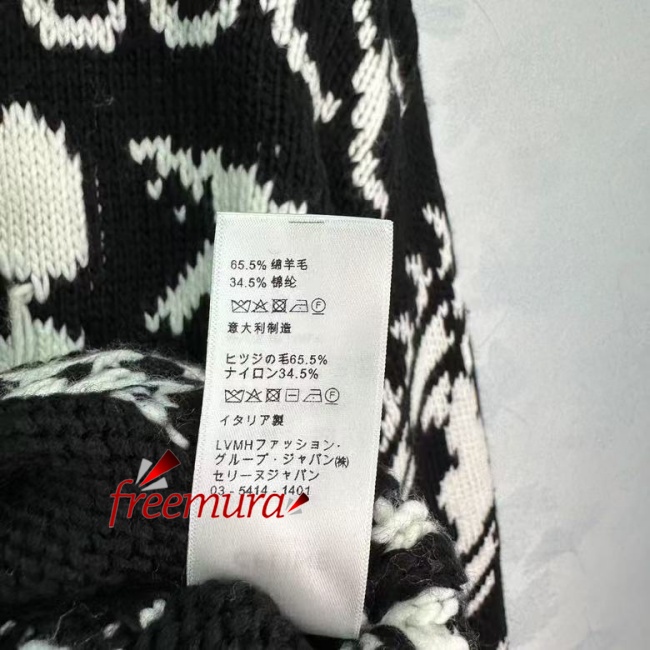 65.5% 绵羊毛
34.5% 锦纶
F
意大利制造
ヒツジの毛65.5%
ナイロン34.5%
F
イタリア製
LVMHファッション・
グループ・ジャパン㈱
セリーヌジャパン
03 - 5414 - 1401
freemura